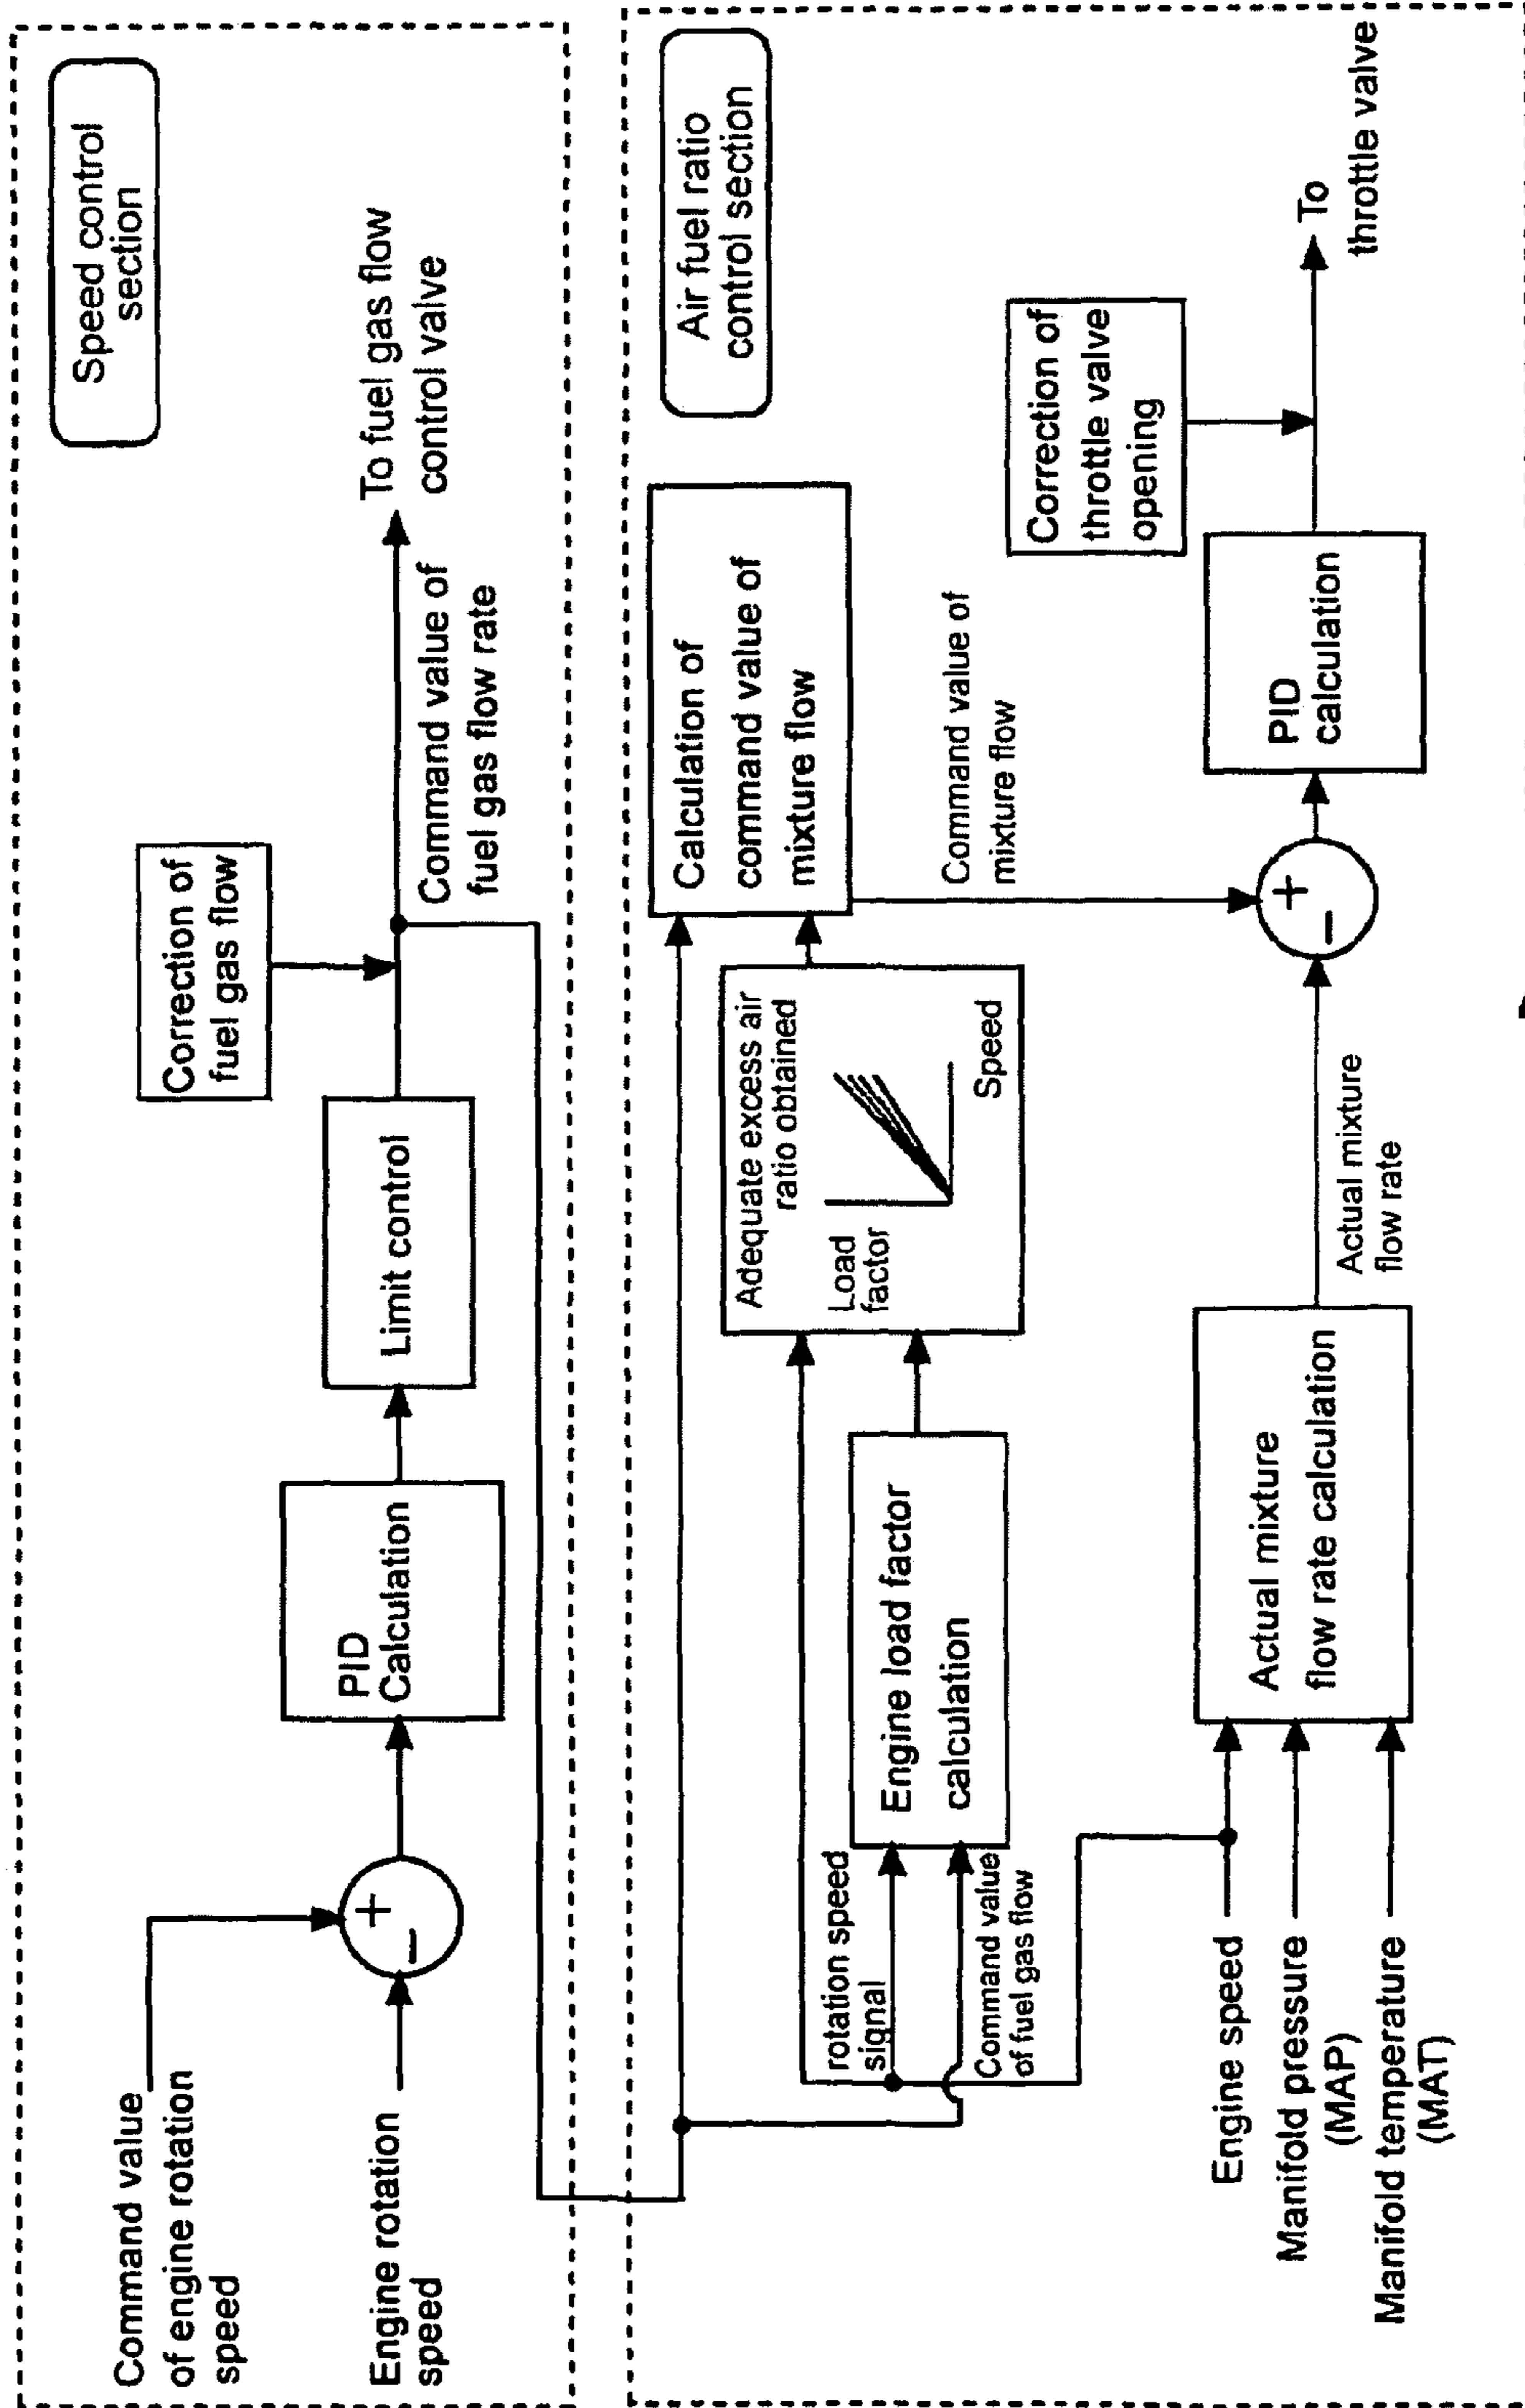 Speed control
section
Command value
of engine rotation
speed
Engine rotation
speed
+
−
PID
Calculation
Limit control
Correction of
fuel gas flow
Command value of
fuel gas flow rate
To fuel gas flow
control valve
Air fuel ratio
control section
rotation speed
signal
Command value
of fuel gas flow
Engine load factor
calculation
Adequate excess air
ratio obtained
Load
factor
Speed
Calculation of
command value of
mixture flow
Command value of
mixture flow
Engine speed
Manifold pressure
(MAP)
Manifold temperature
(MAT)
Actual mixture
flow rate calculation
Actual mixture
flow rate
+
−
PID
calculation
Correction of
throttle valve
opening
To
throttle valve